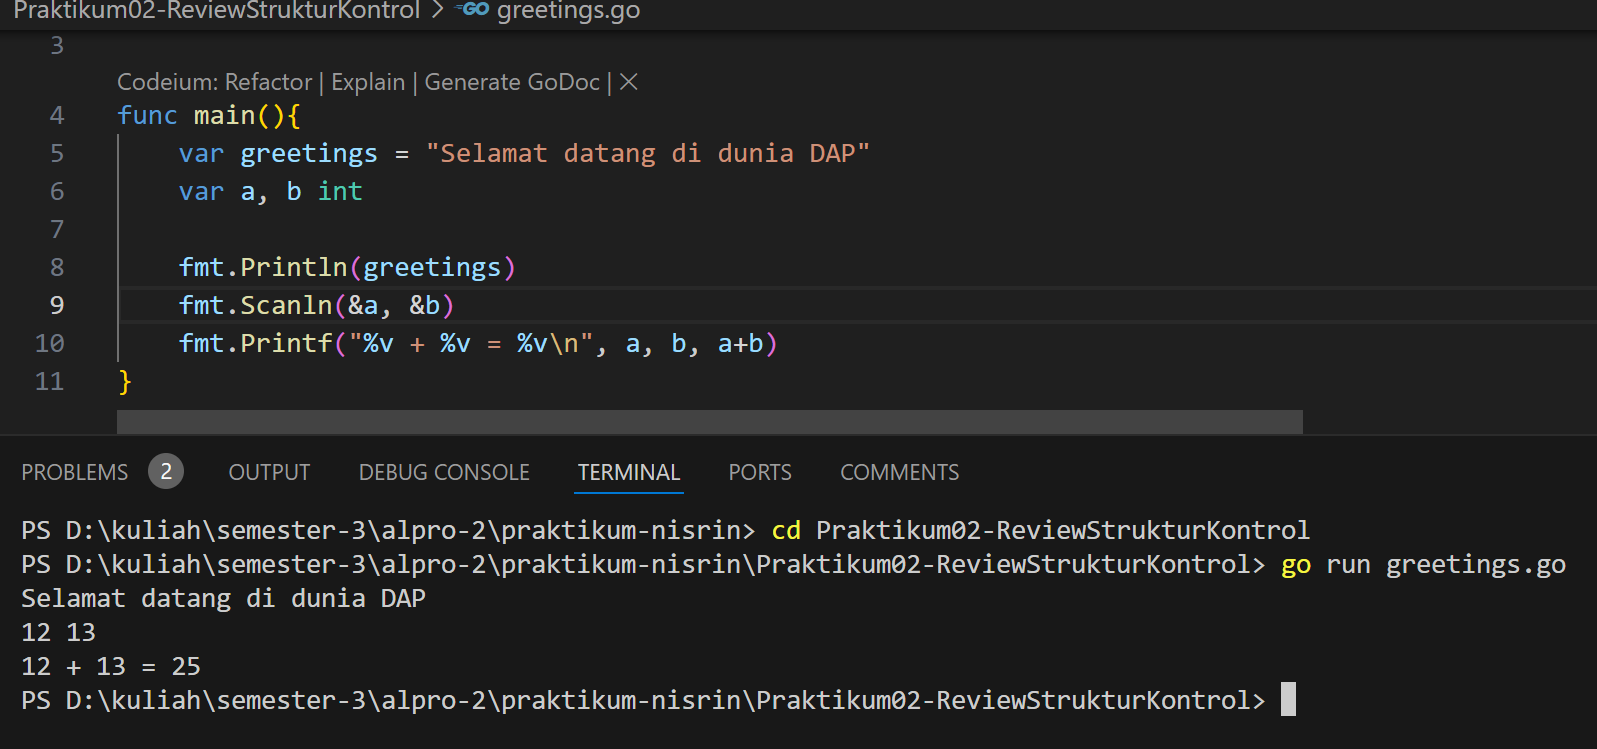 Praktikum02-ReviewStrukturKontrol > GO greetings.go
3
Codeium: Refactor | Explain | Generate GoDoc | ×
4 func main(){
5     var greetings = "Selamat datang di dunia DAP"
6     var a, b int
7
8     fmt.Println(greetings)
9     fmt.Scanln(&a, &b)
10     fmt.Printf("%v + %v = %v\n", a, b, a+b)
11 }
PROBLEMS 2 OUTPUT DEBUG CONSOLE TERMINAL PORTS COMMENTS
PS D:\kuliah\semester-3\alpro-2\praktikum-nisrin> cd Praktikum02-ReviewStrukturKontrol
PS D:\kuliah\semester-3\alpro-2\praktikum-nisrin\Praktikum02-ReviewStrukturKontrol> go run greetings.go
Selamat datang di dunia DAP
12 13
12 + 13 = 25
PS D:\kuliah\semester-3\alpro-2\praktikum-nisrin\Praktikum02-ReviewStrukturKontrol>